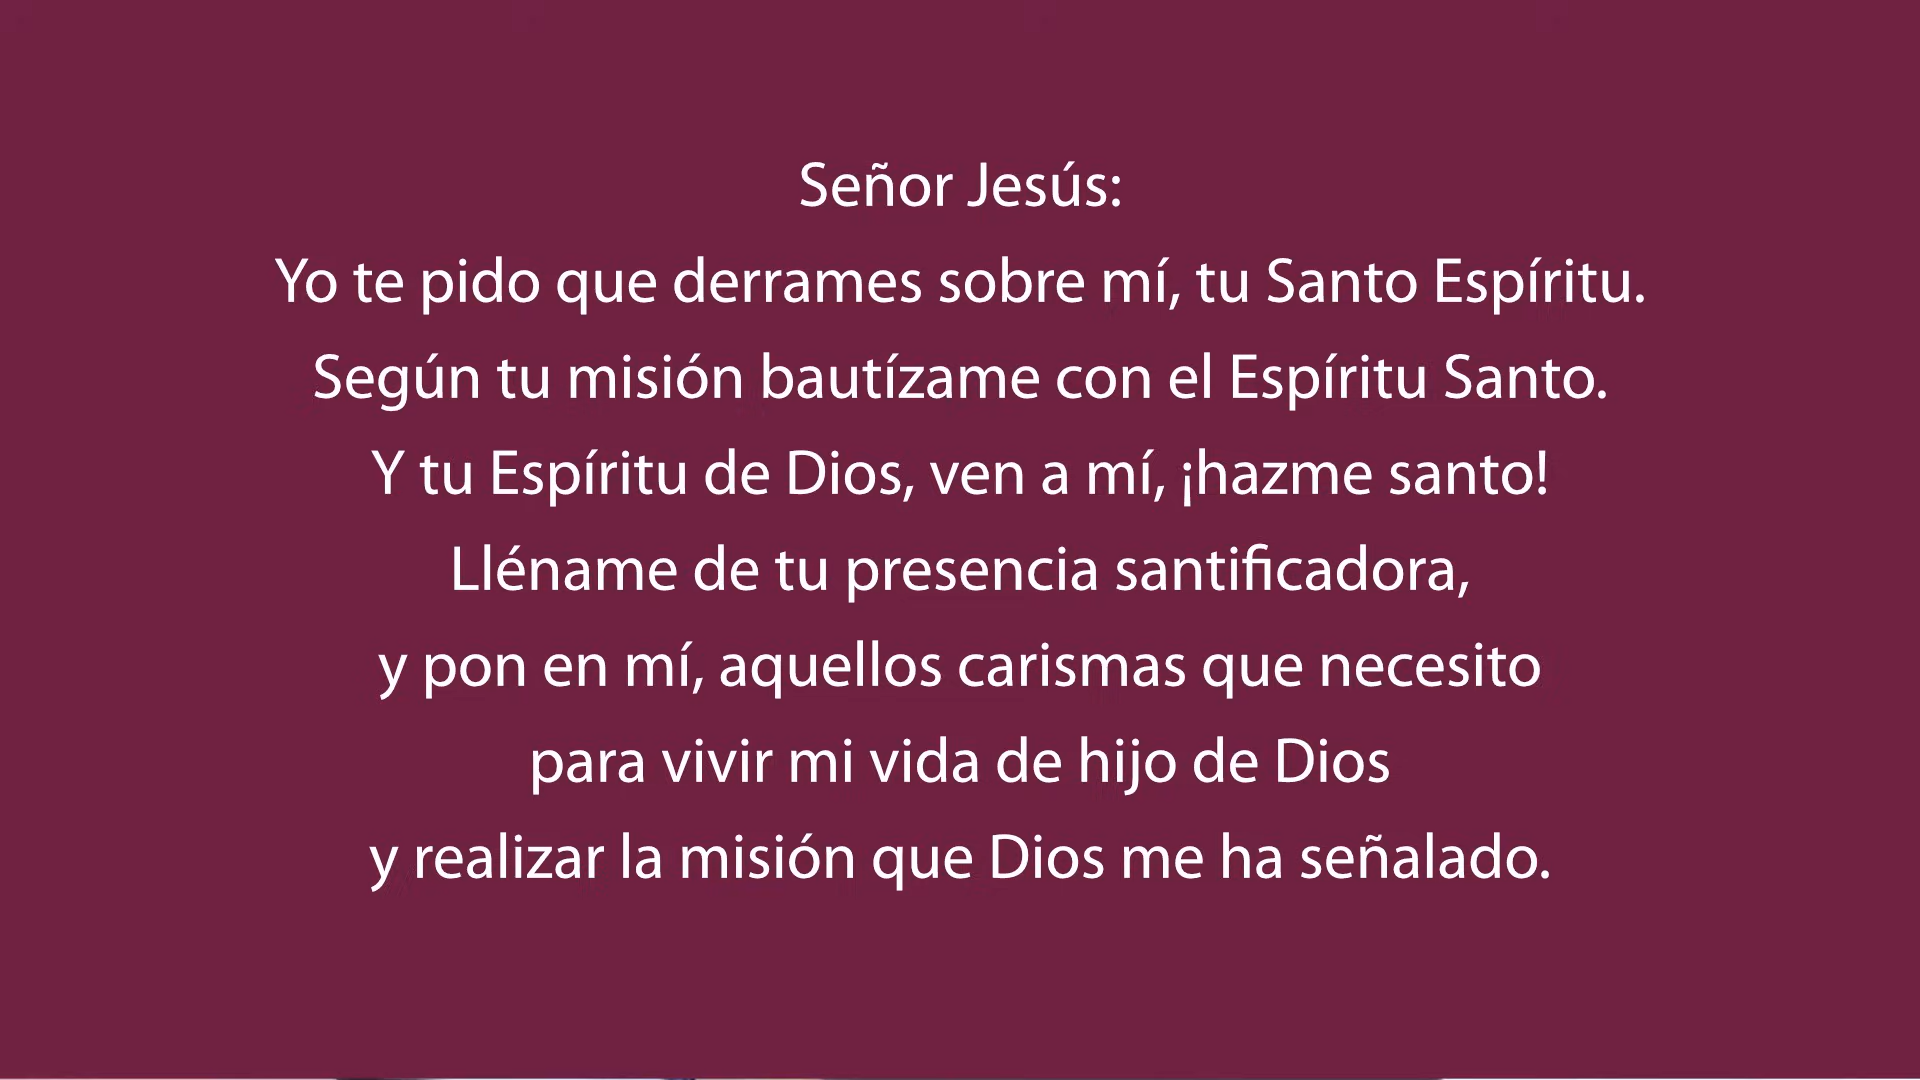 Señor Jesús:
Yo te pido que derrames sobre mí, tu Santo Espíritu.
Según tu misión bautízame con el Espíritu Santo.
Y tu Espíritu de Dios, ven a mí, ¡hazme santo!
Lléname de tu presencia santificadora,
y pon en mí, aquellos carismas que necesito
para vivir mi vida de hijo de Dios
y realizar la misión que Dios me ha señalado.